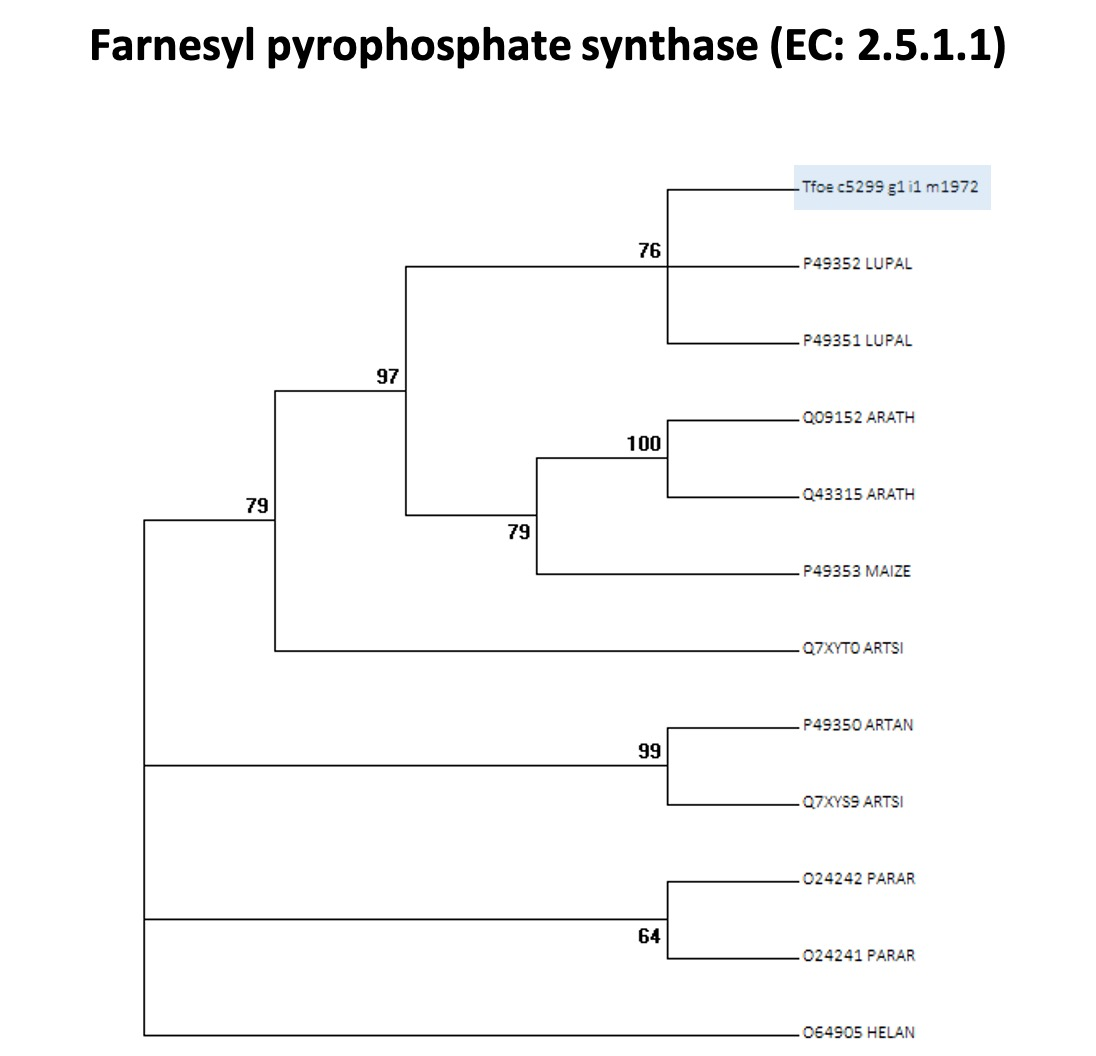 Farnesyl pyrophosphate synthase (EC: 2.5.1.1)
Tfoe c5299 g1 i1 m1972
76
P49352 LUPAL
P49351 LUPAL
97
Q09152 ARATH
100
Q43315 ARATH
79
79
P49353 MAIZE
Q7XYT0 ARTSI
P49350 ARTAN
99
Q7XYS9 ARTSI
O24242 PARAR
64
O24241 PARAR
O64905 HELAN